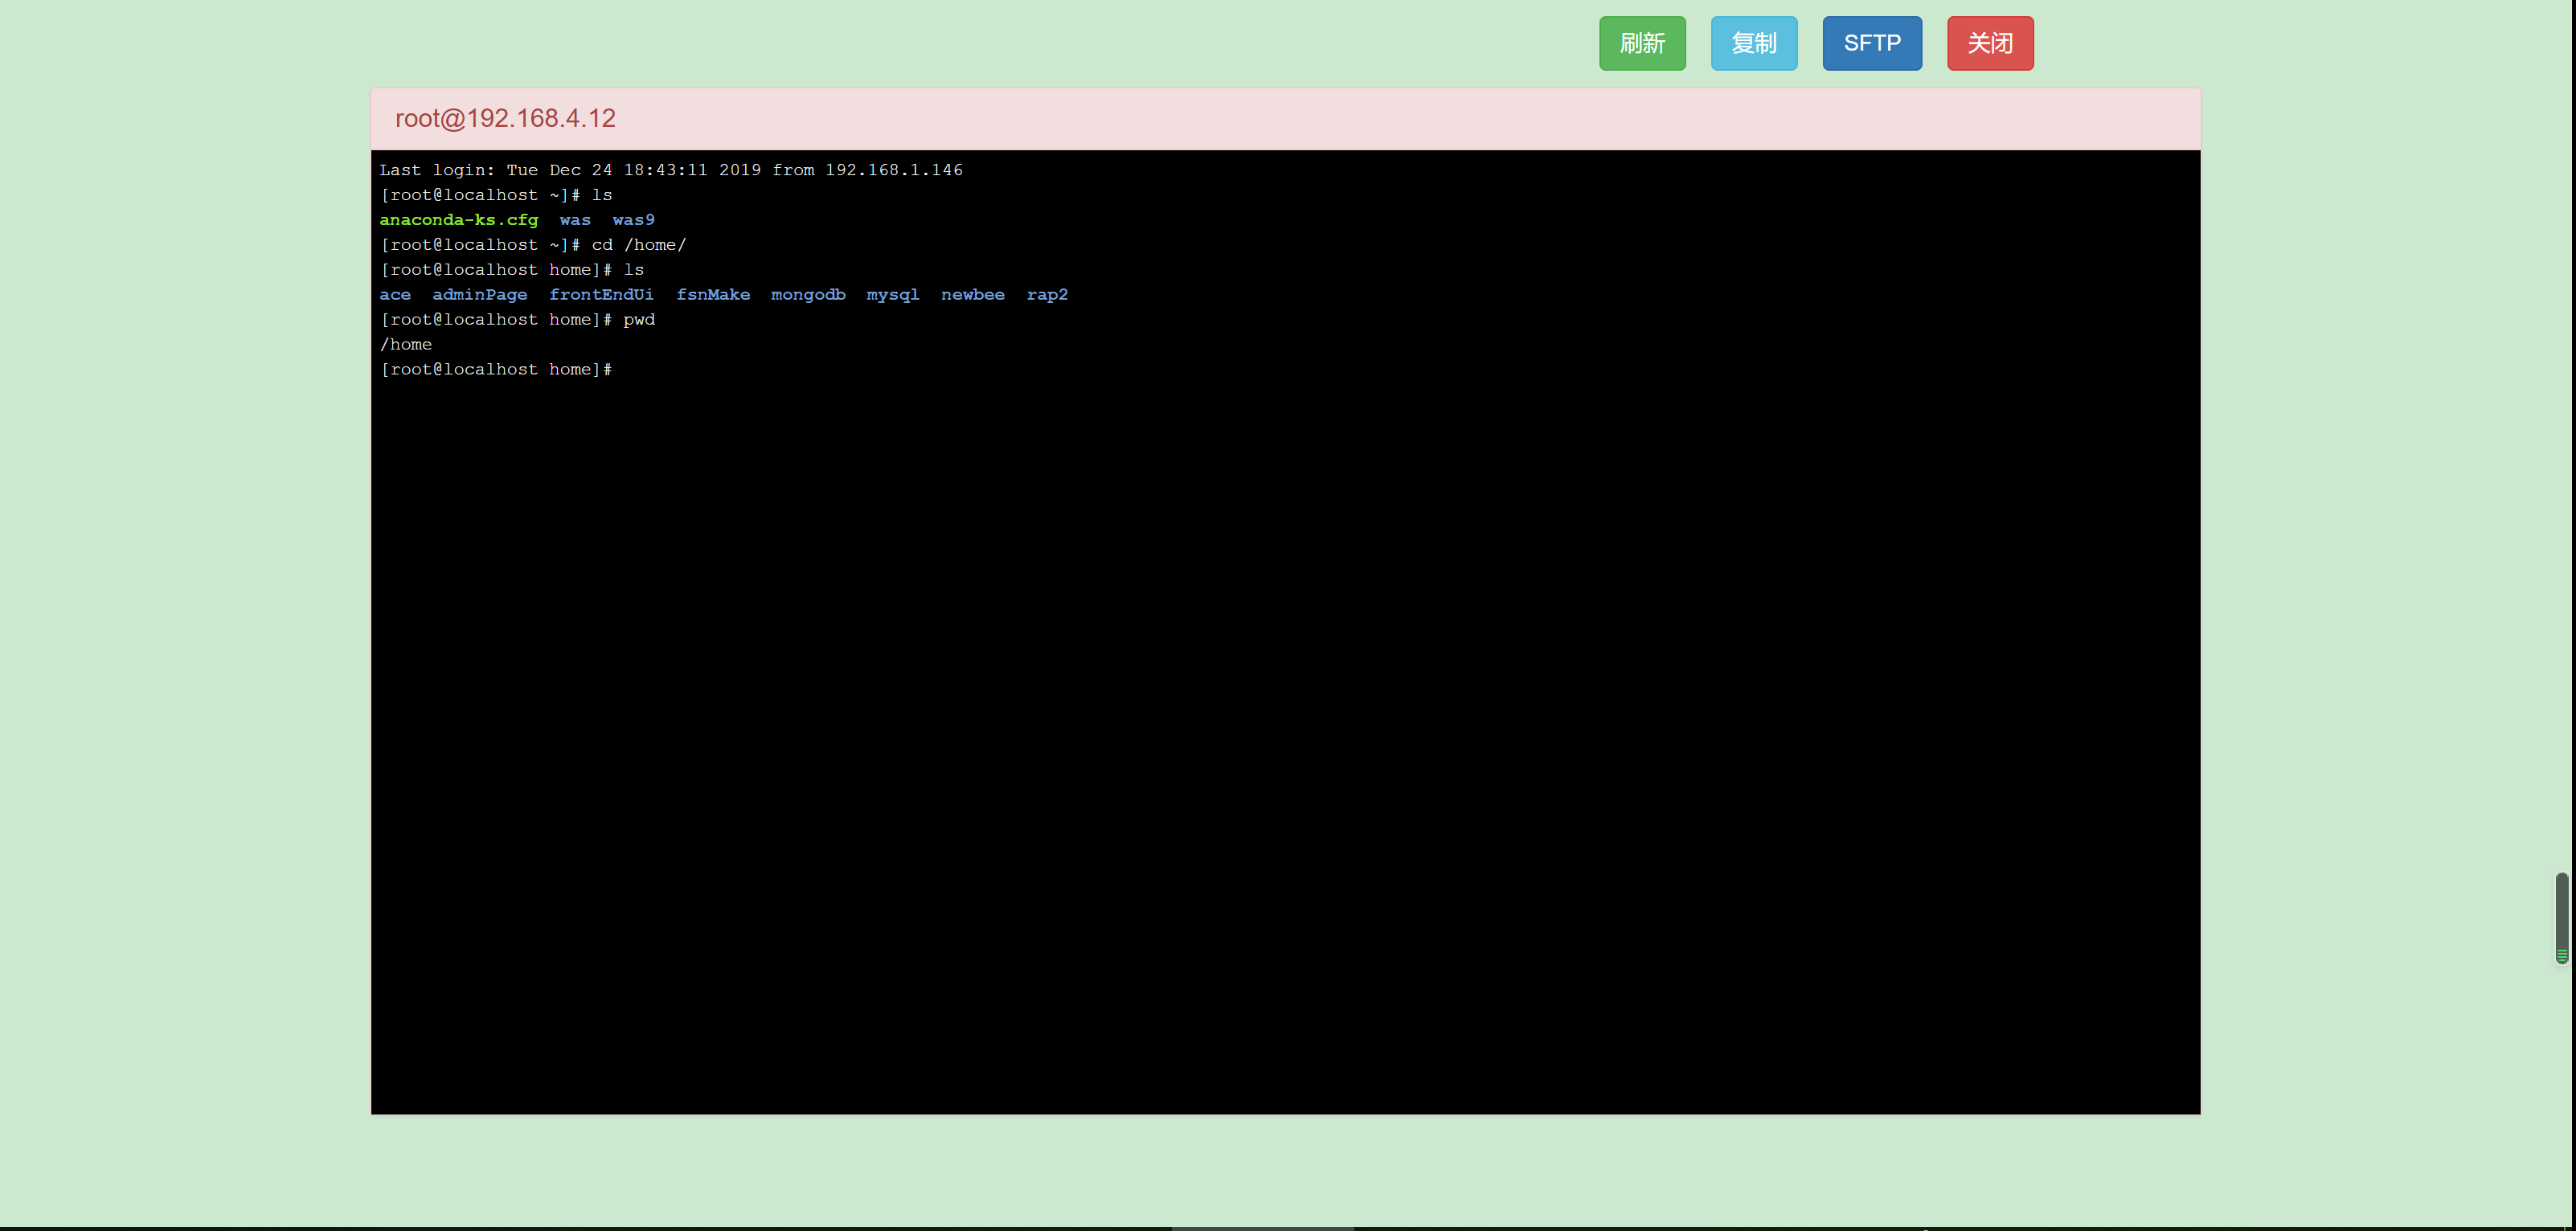 刷新 复制 SFTP 关闭
root@192.168.4.12
Last login: Tue Dec 24 18:43:11 2019 from 192.168.1.146
[root@localhost ~]# ls
anaconda-ks.cfg  was  was9
[root@localhost ~]# cd /home/
[root@localhost home]# ls
ace  adminPage  frontEndUi  fsnMake  mongodb  mysql  newbee  rap2
[root@localhost home]# pwd
/home
[root@localhost home]#